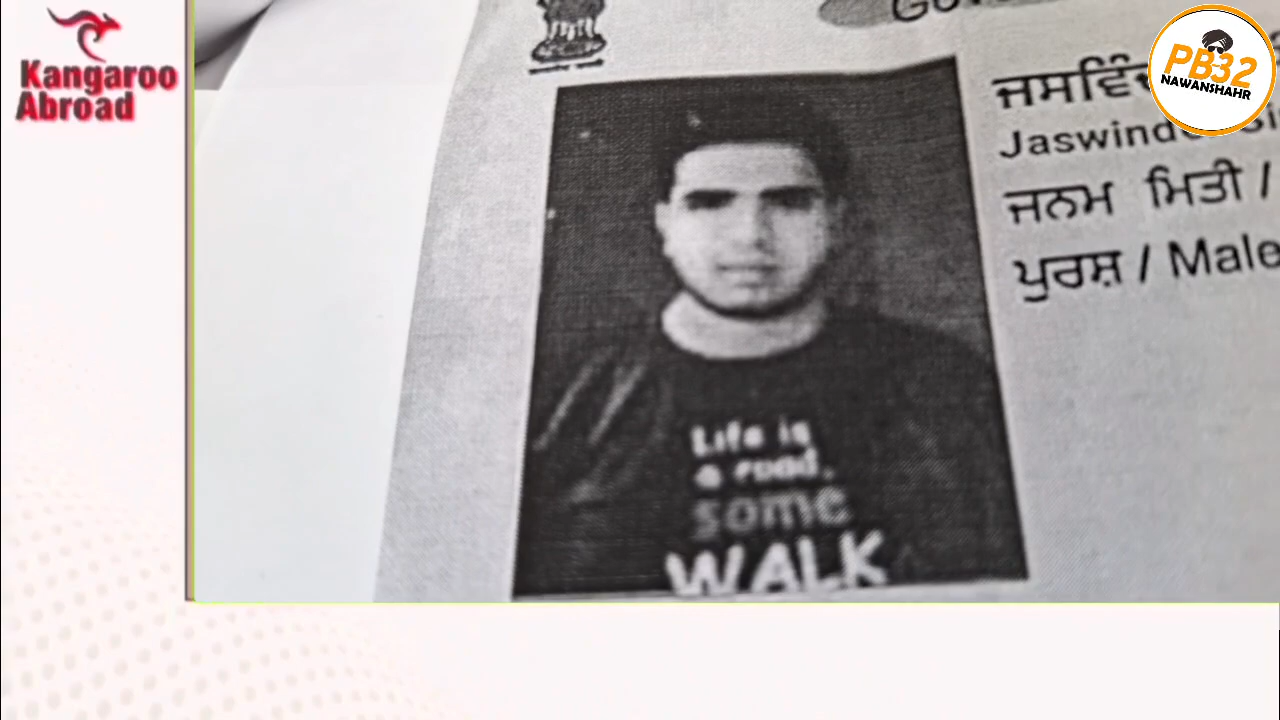 Kangaroo
Abroad
PB32
NAWANSHAHR
ਜਨਮ ਮਿਤੀ /
ਪੁਰਸ਼ / Male
Life is
a road.
some
WALK